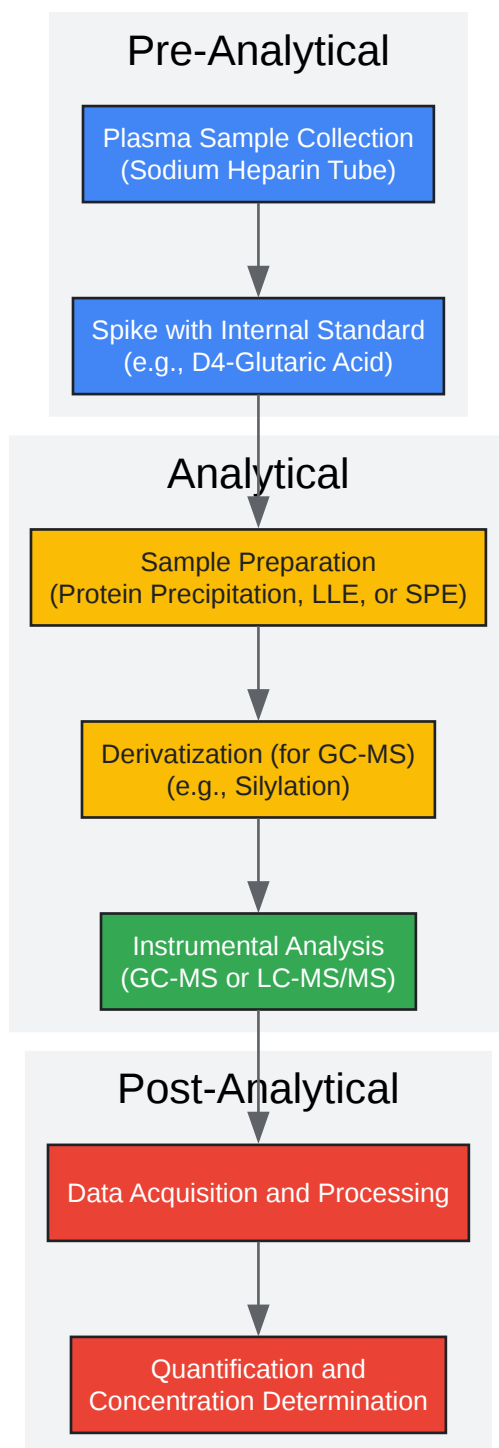 Pre-Analytical
Plasma Sample Collection
(Sodium Heparin Tube)
Spike with Internal Standard
(e.g., D4-Glutaric Acid)
Analytical
Sample Preparation
(Protein Precipitation, LLE, or SPE)
Derivatization (for GC-MS)
(e.g., Silylation)
Instrumental Analysis
(GC-MS or LC-MS/MS)
Post-Analytical
Data Acquisition and Processing
Quantification and
Concentration Determination